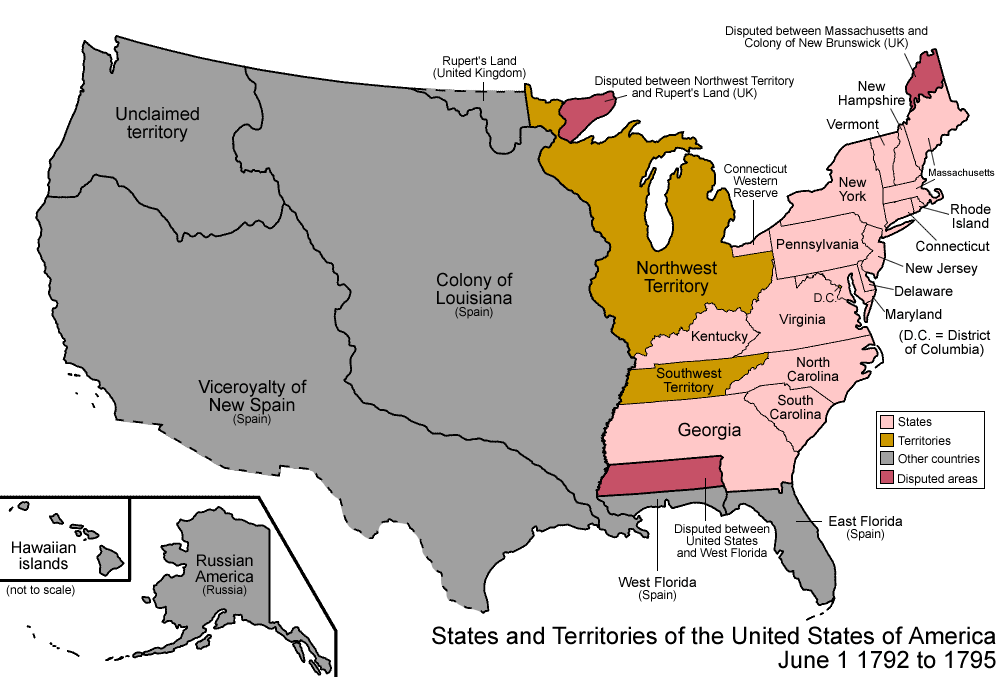 Disputed between Massachusetts and
Colony of New Brunswick (UK)
Rupert's Land
(United Kingdom)
Disputed between Northwest Territory
and Rupert's Land (UK)
New
Hampshire
Vermont
Unclaimed
territory
Connecticut
Western
Reserve
Massachusetts
New
York
Rhode
Island
Connecticut
Pennsylvania
New Jersey
Northwest
Territory
Colony of
Louisiana
(Spain)
D.C.
Delaware
Maryland
Virginia
(D.C. = District
of Columbia)
Kentucky
North
Carolina
Southwest
Territory
Viceroyalty of
New Spain
(Spain)
South
Carolina
Georgia
States
Territories
Other countries
Disputed areas
East Florida
(Spain)
Disputed between
United States
and West Florida
West Florida
(Spain)
Hawaiian
islands
(not to scale)
Russian
America
(Russia)
States and Territories of the United States of America
June 1 1792 to 1795